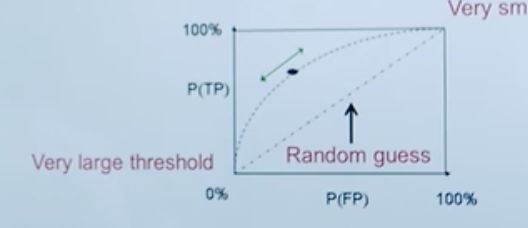 Very sm
100%
P(TP)
Very large threshold
Random guess
0%
P(FP)
100%